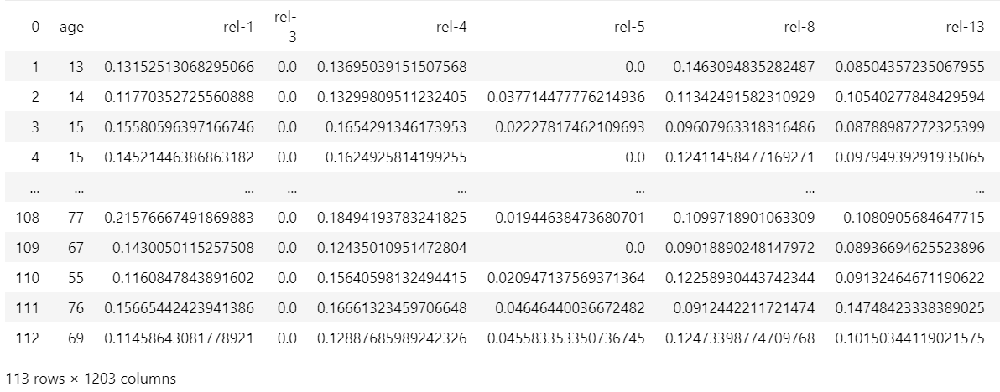 0 age rel-1 rel-3 rel-4 rel-5 rel-8 rel-13
1 13 0.13152513068295066 0.0 0.13695039151507568 0.0 0.1463094835282487 0.08504357235067955
2 14 0.11770352725560888 0.0 0.13299809511232405 0.037714477776214936 0.11342491582310929 0.10540277848429594
3 15 0.15580596397166746 0.0 0.1654291346173953 0.02227817462109693 0.09607963318316486 0.08788987272325399
4 15 0.14521446386863182 0.0 0.1624925814199255 0.0 0.12411458477169271 0.09794939291935065
... ... ... ... ... ... ... ...
108 77 0.21576667491869883 0.0 0.18494193783241825 0.01944638473680701 0.1099718901063309 0.1080905684647715
109 67 0.1430050115257508 0.0 0.12435010951472804 0.0 0.09018890248147972 0.08936694625523896
110 55 0.1160847843891602 0.0 0.15640598132494415 0.020947137569371364 0.12258930443742344 0.09132464671190622
111 76 0.15665442423941386 0.0 0.16661323459706648 0.04646440036672482 0.0912442211721474 0.14748423338389025
112 69 0.11458643081778921 0.0 0.12887685989242326 0.045583353350736745 0.12473398774709768 0.10150344119021575
113 rows × 1203 columns